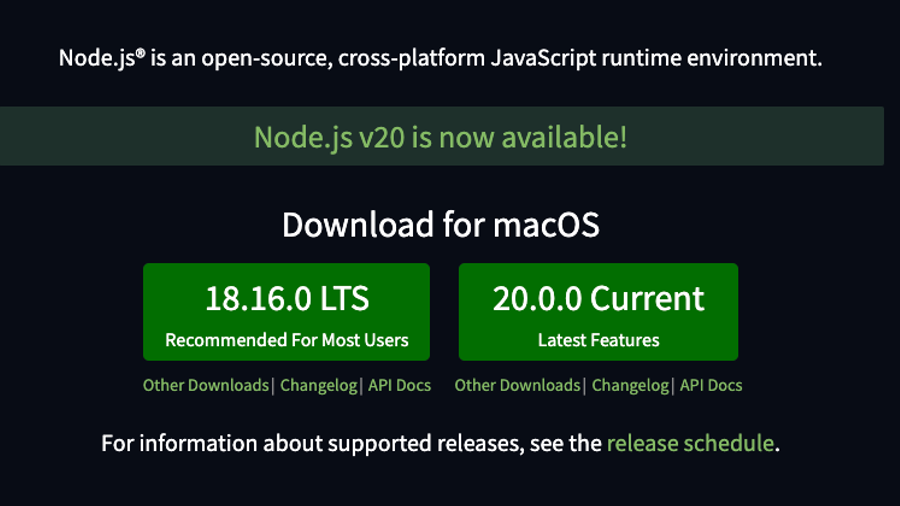 Node.js® is an open-source, cross-platform JavaScript runtime environment.
Node.js v20 is now available!
Download for macOS
18.16.0 LTS
Recommended For Most Users
20.0.0 Current
Latest Features
Other Downloads| Changelog| API Docs
Other Downloads| Changelog| API Docs
For information about supported releases, see the release schedule.